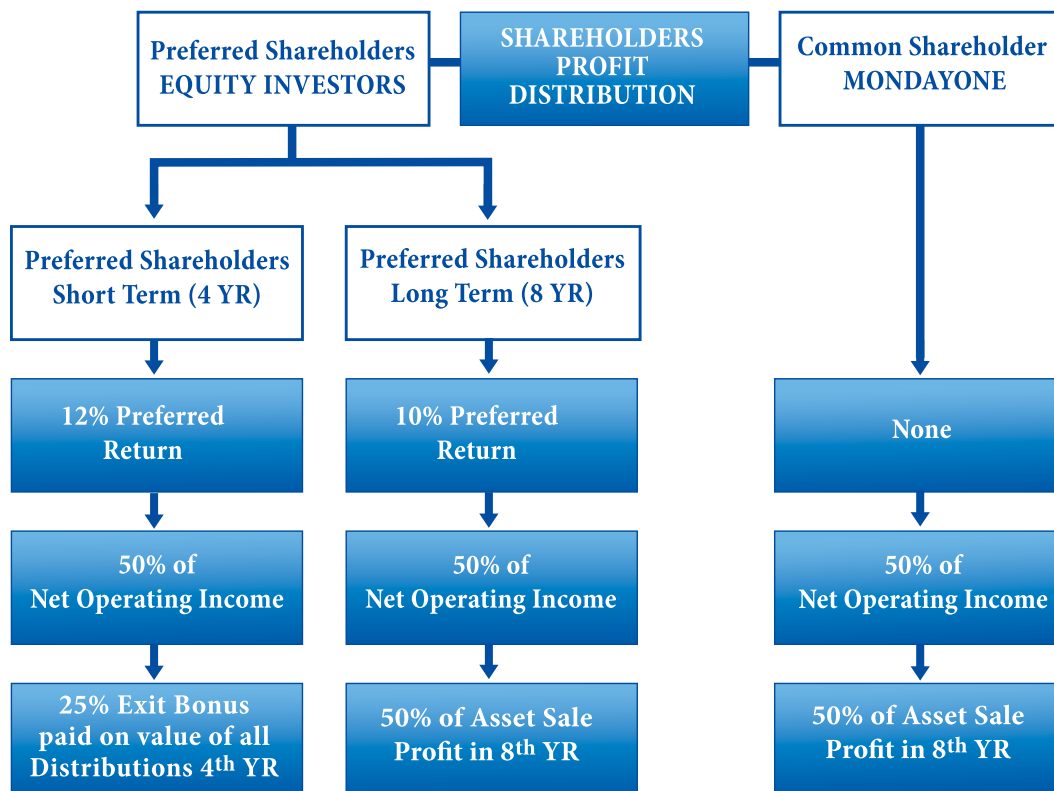 Preferred Shareholders
EQUITY INVESTORS
SHAREHOLDERS
PROFIT
DISTRIBUTION
Common Shareholder
MONDAYONE
Preferred Shareholders
Short Term (4 YR)
Preferred Shareholders
Long Term (8 YR)
12% Preferred
Return
10% Preferred
Return
None
50% of
Net Operating Income
50% of
Net Operating Income
50% of
Net Operating Income
25% Exit Bonus
paid on value of all
Distributions 4th YR
50% of Asset Sale
Profit in 8th YR
50% of Asset Sale
Profit in 8th YR